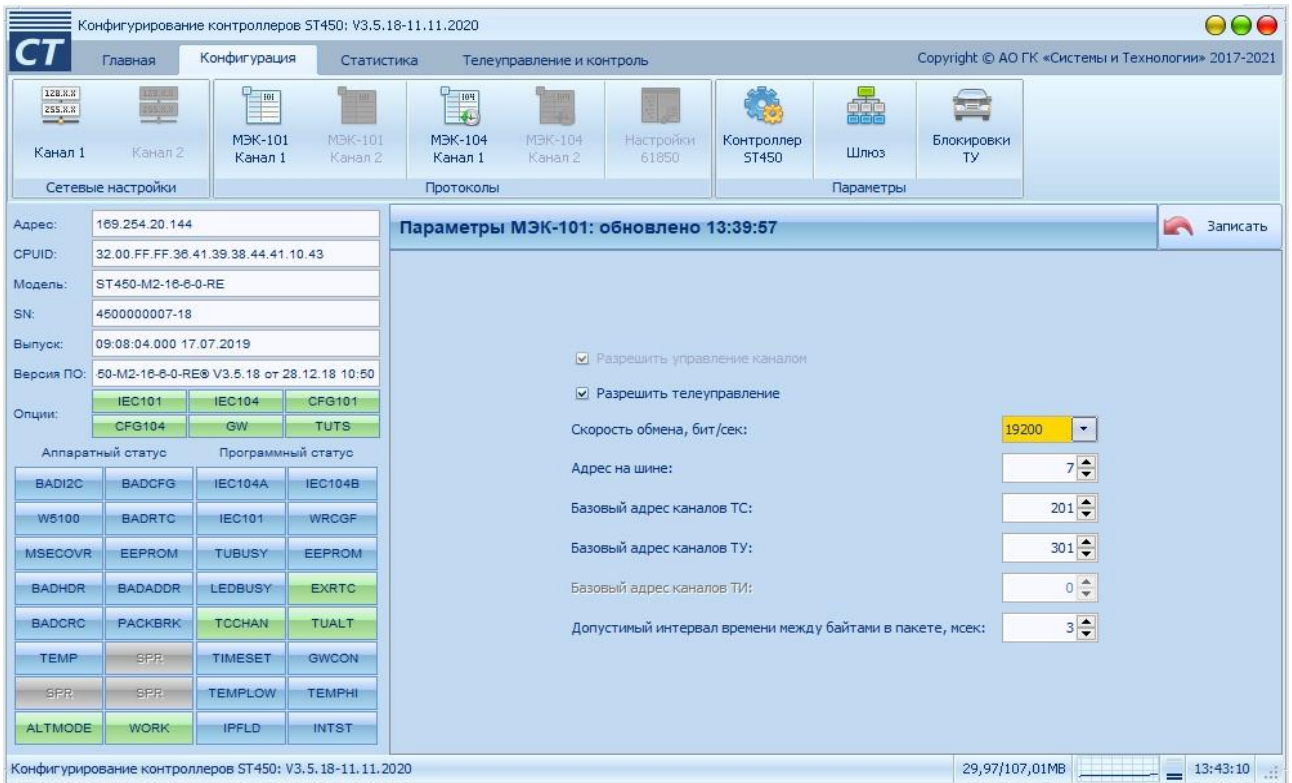 Конфигурирование контроллеров ST450: V3.5.18-11.11.2020
СТ
Главная Конфигурация Статистика Телеуправление и контроль Copyright © АО ГК «Системы и Технологии» 2017-2021
128.X.X
255.X.X
Канал 1
Канал 2
101
МЭК-101
Канал 1
МЭК-101
Канал 2
104
МЭК-104
Канал 1
МЭК-104
Канал 2
Настройки
61850
Контроллер
ST450
Шлюз
Блокировки
ТУ
Сетевые настройки Протоколы Параметры
Адрес: 169.254.20.144
CPUID: 32.00.FF.FF.36.41.39.38.44.41.10.43
Модель: ST450-M2-16-6-0-RE
SN: 4500000007-18
Выпуск: 09:08:04.000 17.07.2019
Версия ПО: 50-M2-16-6-0-RE® V3.5.18 от 28.12.18 10:50
Опции:
IEC101 IEC104 CFG101
CFG104 GW TUTS
Аппаратный статус Программный статус
BADI2C BADCFG IEC104A IEC104B
W5100 BADRTC IEC101 WRCGF
MSECOVR EEPROM TUBUSY EEPROM
BADHDR BADADDR LEDBUSY EXRTC
BADCRC PACKBRK TCCHAN TUALT
TEMP SPR TIMESET GWCON
SPR SPR TEMPLOW TEMPHI
ALTMODE WORK IPFLD INTST
Параметры МЭК-101: обновлено 13:39:57
Записать
Разрешить управление каналом
Разрешить телеуправление
Скорость обмена, бит/сек: 19200
Адрес на шине: 7
Базовый адрес каналов ТС: 201
Базовый адрес каналов ТУ: 301
Базовый адрес каналов ТИ: 0
Допустимый интервал времени между байтами в пакете, мсек: 3
Конфигурирование контроллеров ST450: V3.5.18-11.11.2020 29,97/107,01MB 13:43:10